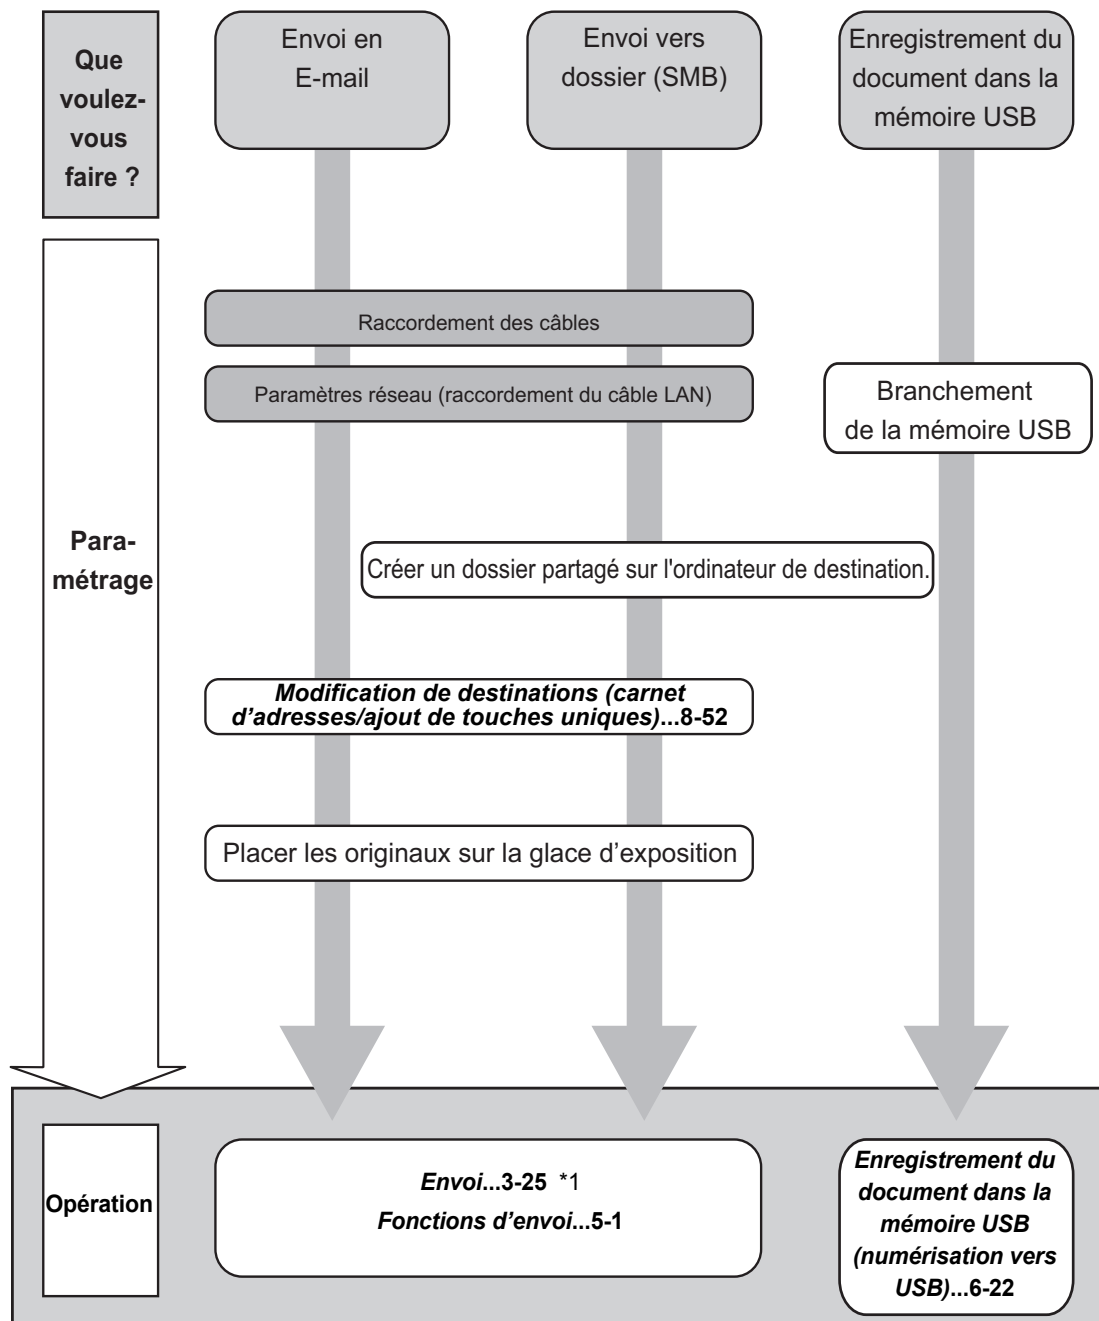 Que
voulez-
vous
faire ?
Envoi en
E-mail
Envoi vers
dossier (SMB)
Enregistrement du
document dans la
mémoire USB
Raccordement des câbles
Paramètres réseau (raccordement du câble LAN)
Branchement
de la mémoire USB
Para-
métrage
Créer un dossier partagé sur l'ordinateur de destination.
Modification de destinations (carnet
d’adresses/ajout de touches uniques)...8-52
Placer les originaux sur la glace d’exposition
Opération
Envoi...3-25 *1
Fonctions d’envoi...5-1
Enregistrement du
document dans la
mémoire USB
(numérisation vers
USB)...6-22